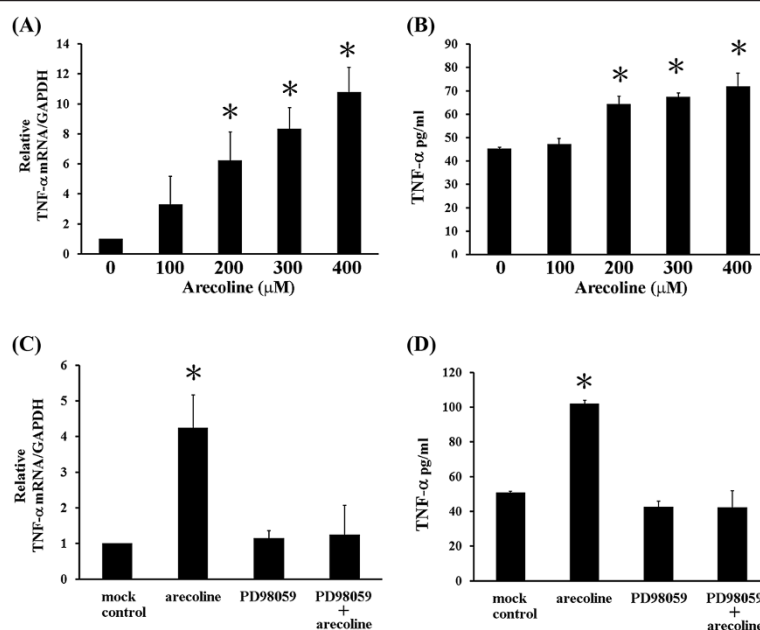 (A)
Relative
TNF-α mRNA/GAPDH
14
12
10
8
6
4
2
0
*
*
*
0 100 200 300 400
Arecoline (μM)
(B)
TNF-α pg/ml
90
80
70
60
50
40
30
20
10
0
*
*
*
0 100 200 300 400
Arecoline (μM)
(C)
Relative
TNF-α mRNA/GAPDH
6
5
4
3
2
1
0
*
mock arecoline PD98059 PD98059
control +
arecoline
(D)
TNF-α pg/ml
120
100
80
60
40
20
0
*
mock arecoline PD98059 PD98059
control +
arecoline